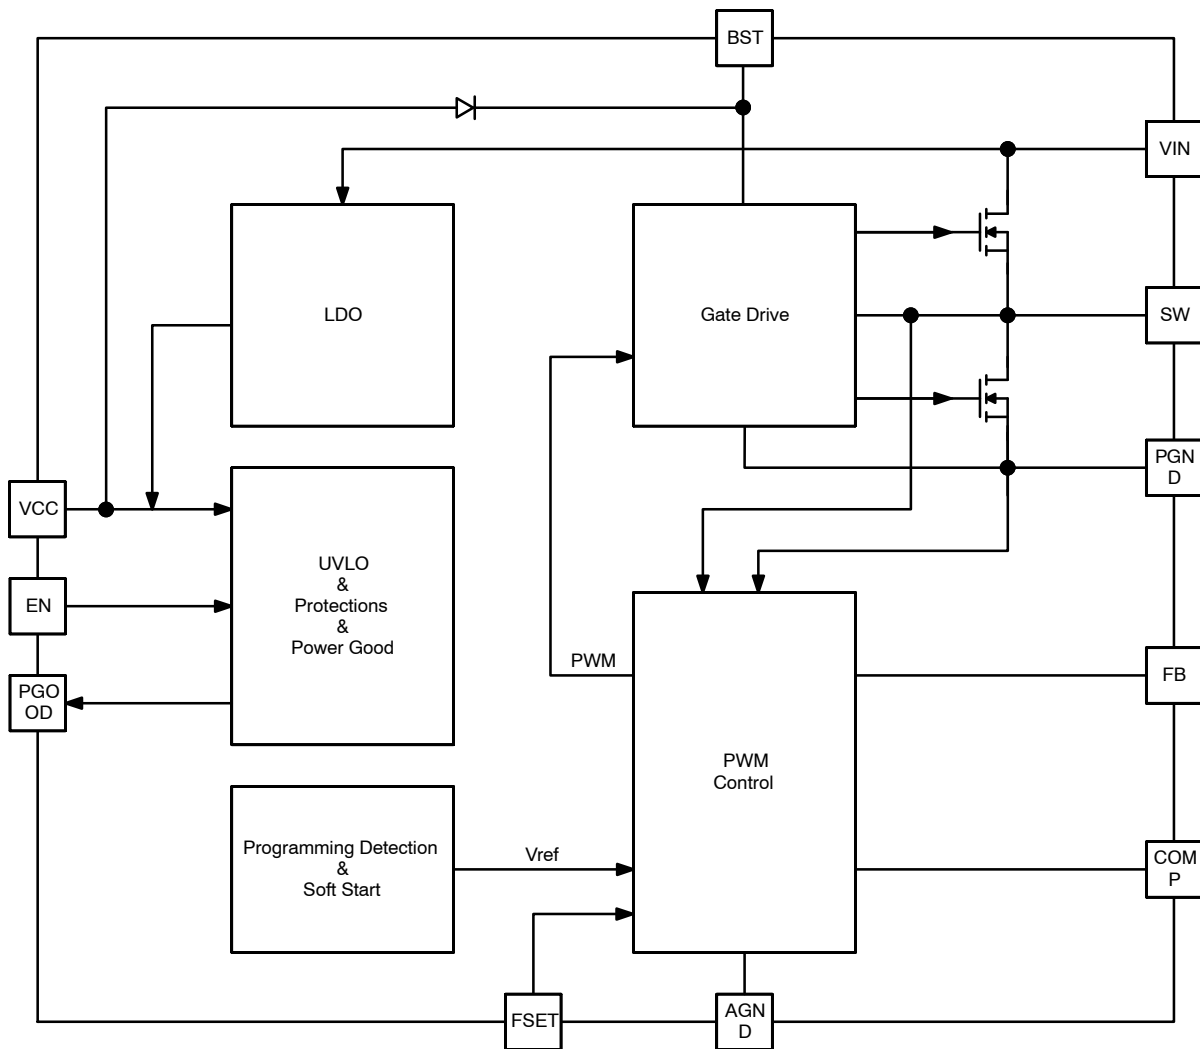 BST
VIN
LDO
Gate Drive
SW
PGN
D
VCC
UVLO
&
Protections
&
Power Good
EN
PGO
OD
PWM
FB
PWM
Control
Programming Detection
&
Soft Start
Vref
COM
P
FSET
AGN
D